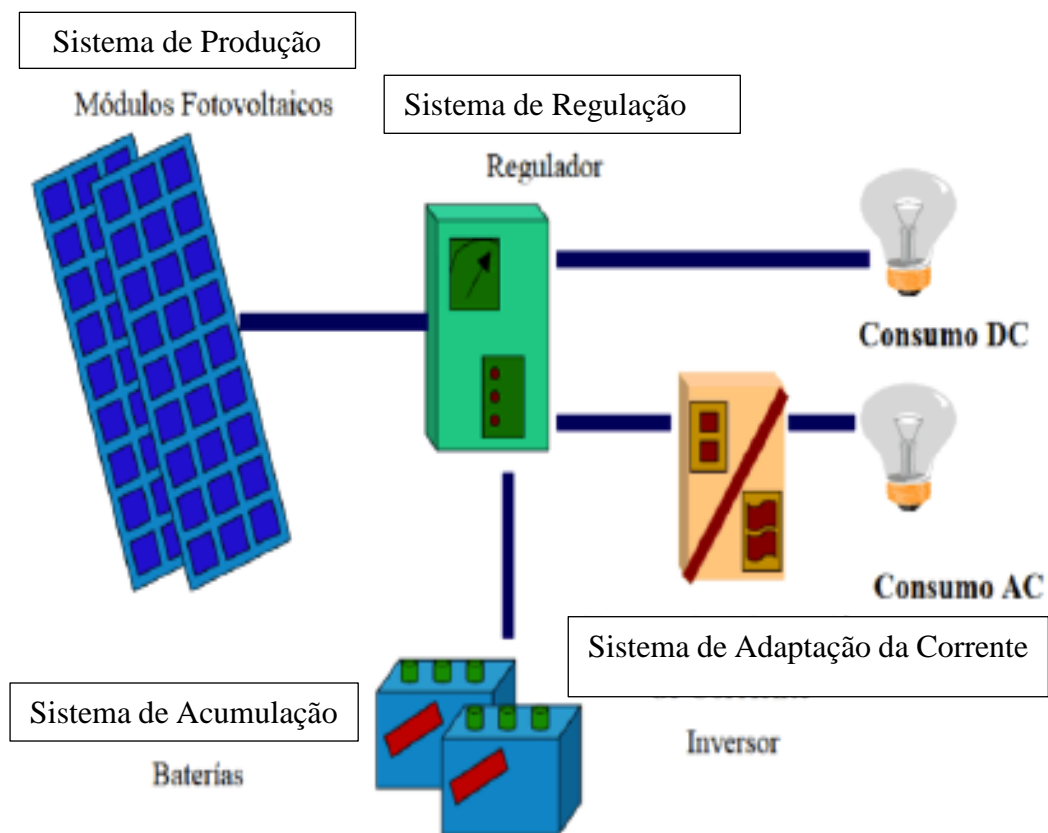 Sistema de Produção
Módulos Fotovoltaicos
Sistema de Regulação
Regulador
Consumo DC
Consumo AC
Sistema de Adaptação da Corrente
Inversor
Sistema de Acumulação
Baterías